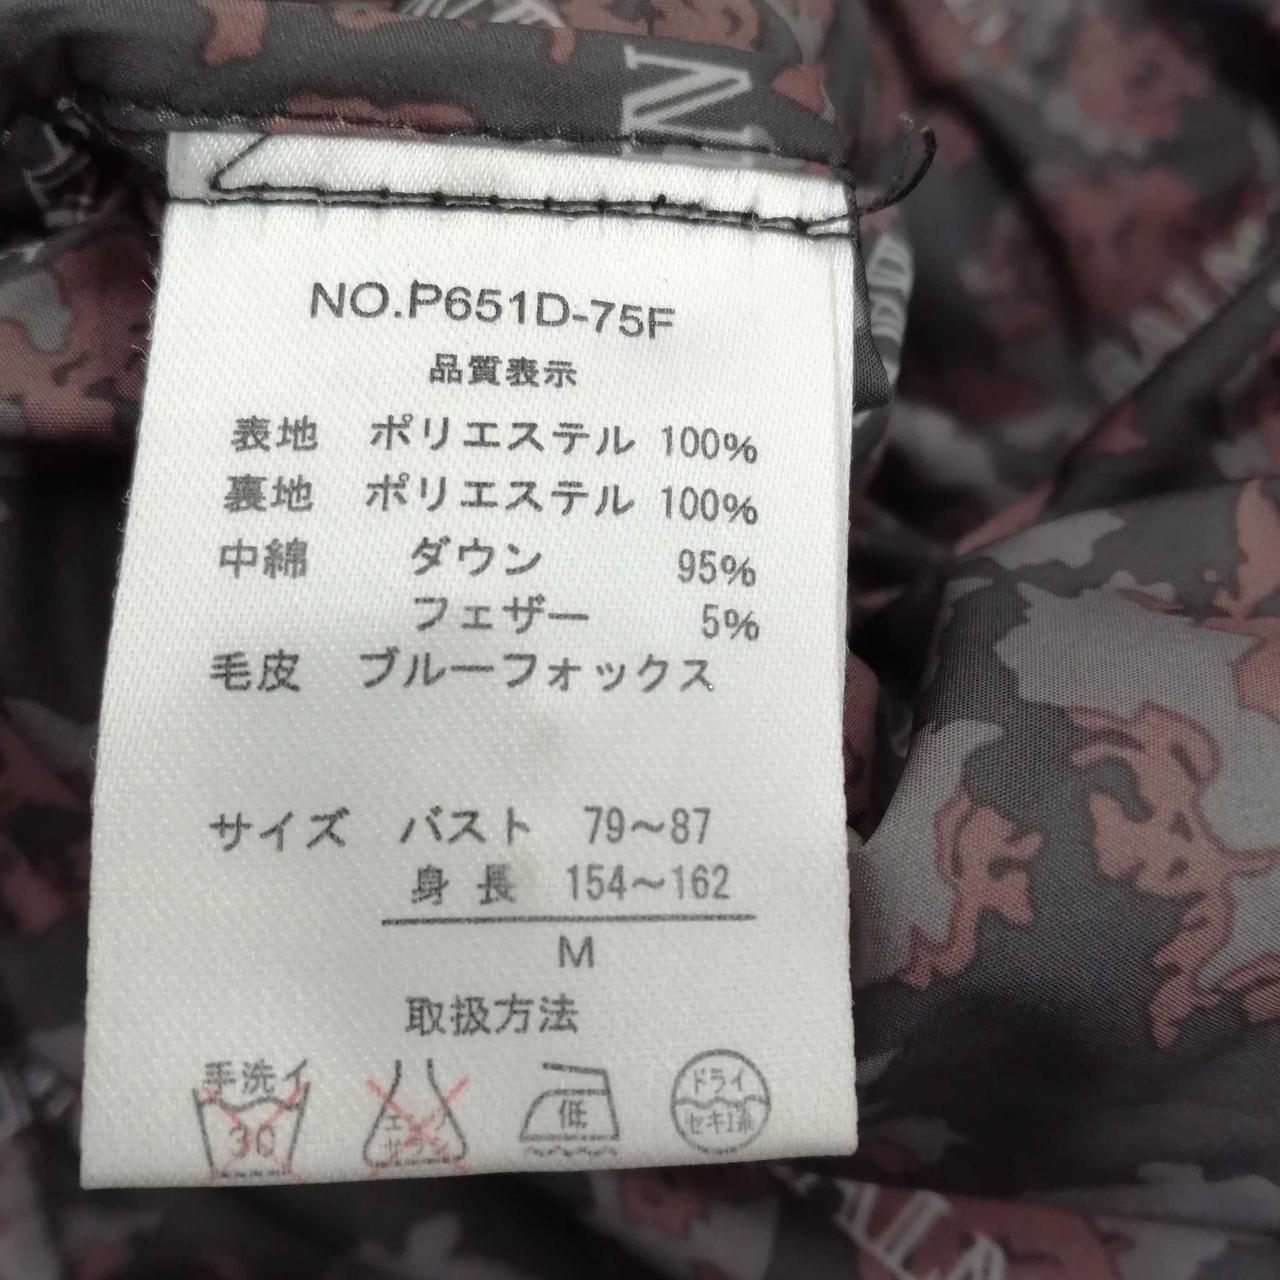 NO.P651D-75F
品質表示
表地 ポリエステル 100%
裏地 ポリエステル 100%
中綿 ダウン 95%
フェザー 5%
毛皮 ブルーフォックス
サイズ バスト 79～87
身長 154～162
M
取扱方法
手洗イ
30
低
ドライ
セキユ系